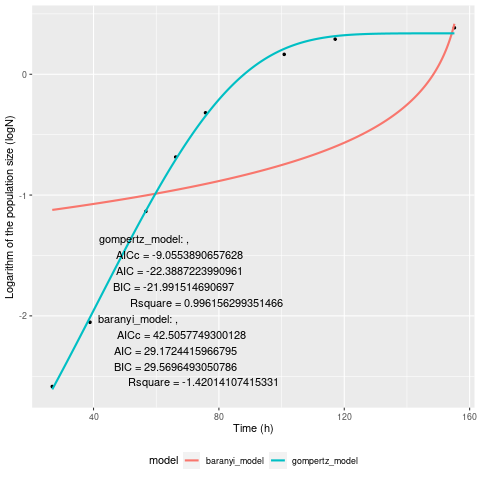 Logarithm of the population size (logN)
0
-1
-2
gompertz_model: ,
AICc = -9.0553890657628
AIC = -22.3887223990961
BIC = -21.991514690697
Rsquare = 0.996156299351466
baranyi_model: ,
AICc = 42.5057749300128
AIC = 29.1724415966795
BIC = 29.5696493050786
Rsquare = -1.42014107415331
40 80 120 160
Time (h)
model baranyi_model gompertz_model